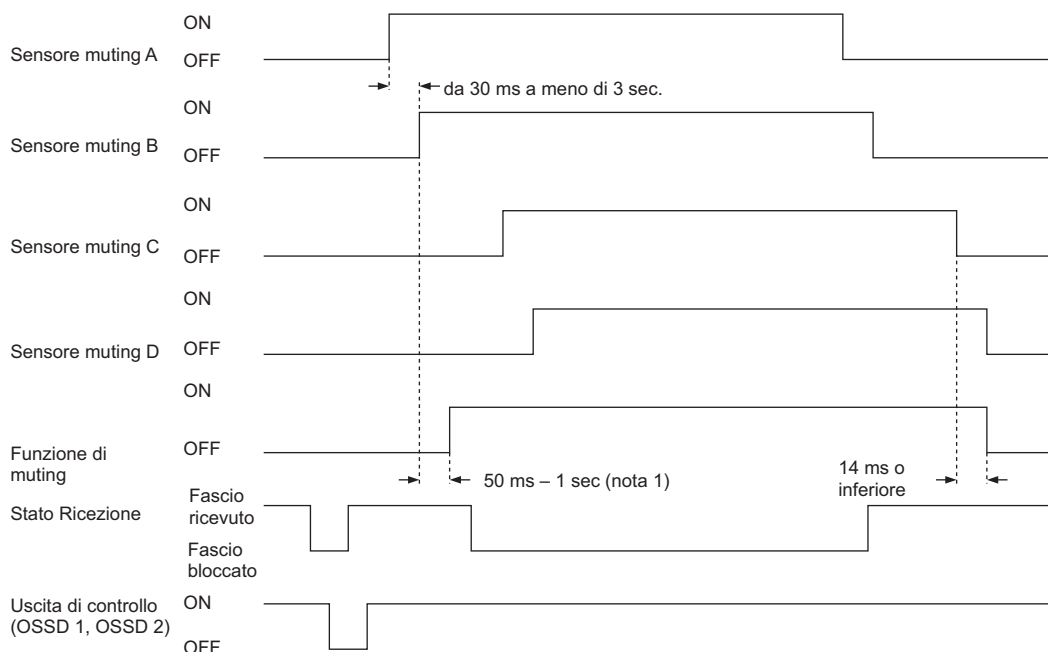 ON
Sensore muting A
OFF
da 30 ms a meno di 3 sec.
ON
Sensore muting B
OFF
ON
Sensore muting C
OFF
ON
Sensore muting D
OFF
ON
Funzione di
muting
OFF
50 ms – 1 sec (nota 1)
14 ms o
inferiore
Stato Ricezione
Fascio
ricevuto
Fascio
bloccato
Uscita di controllo
(OSSD 1, OSSD 2)
ON
OFF